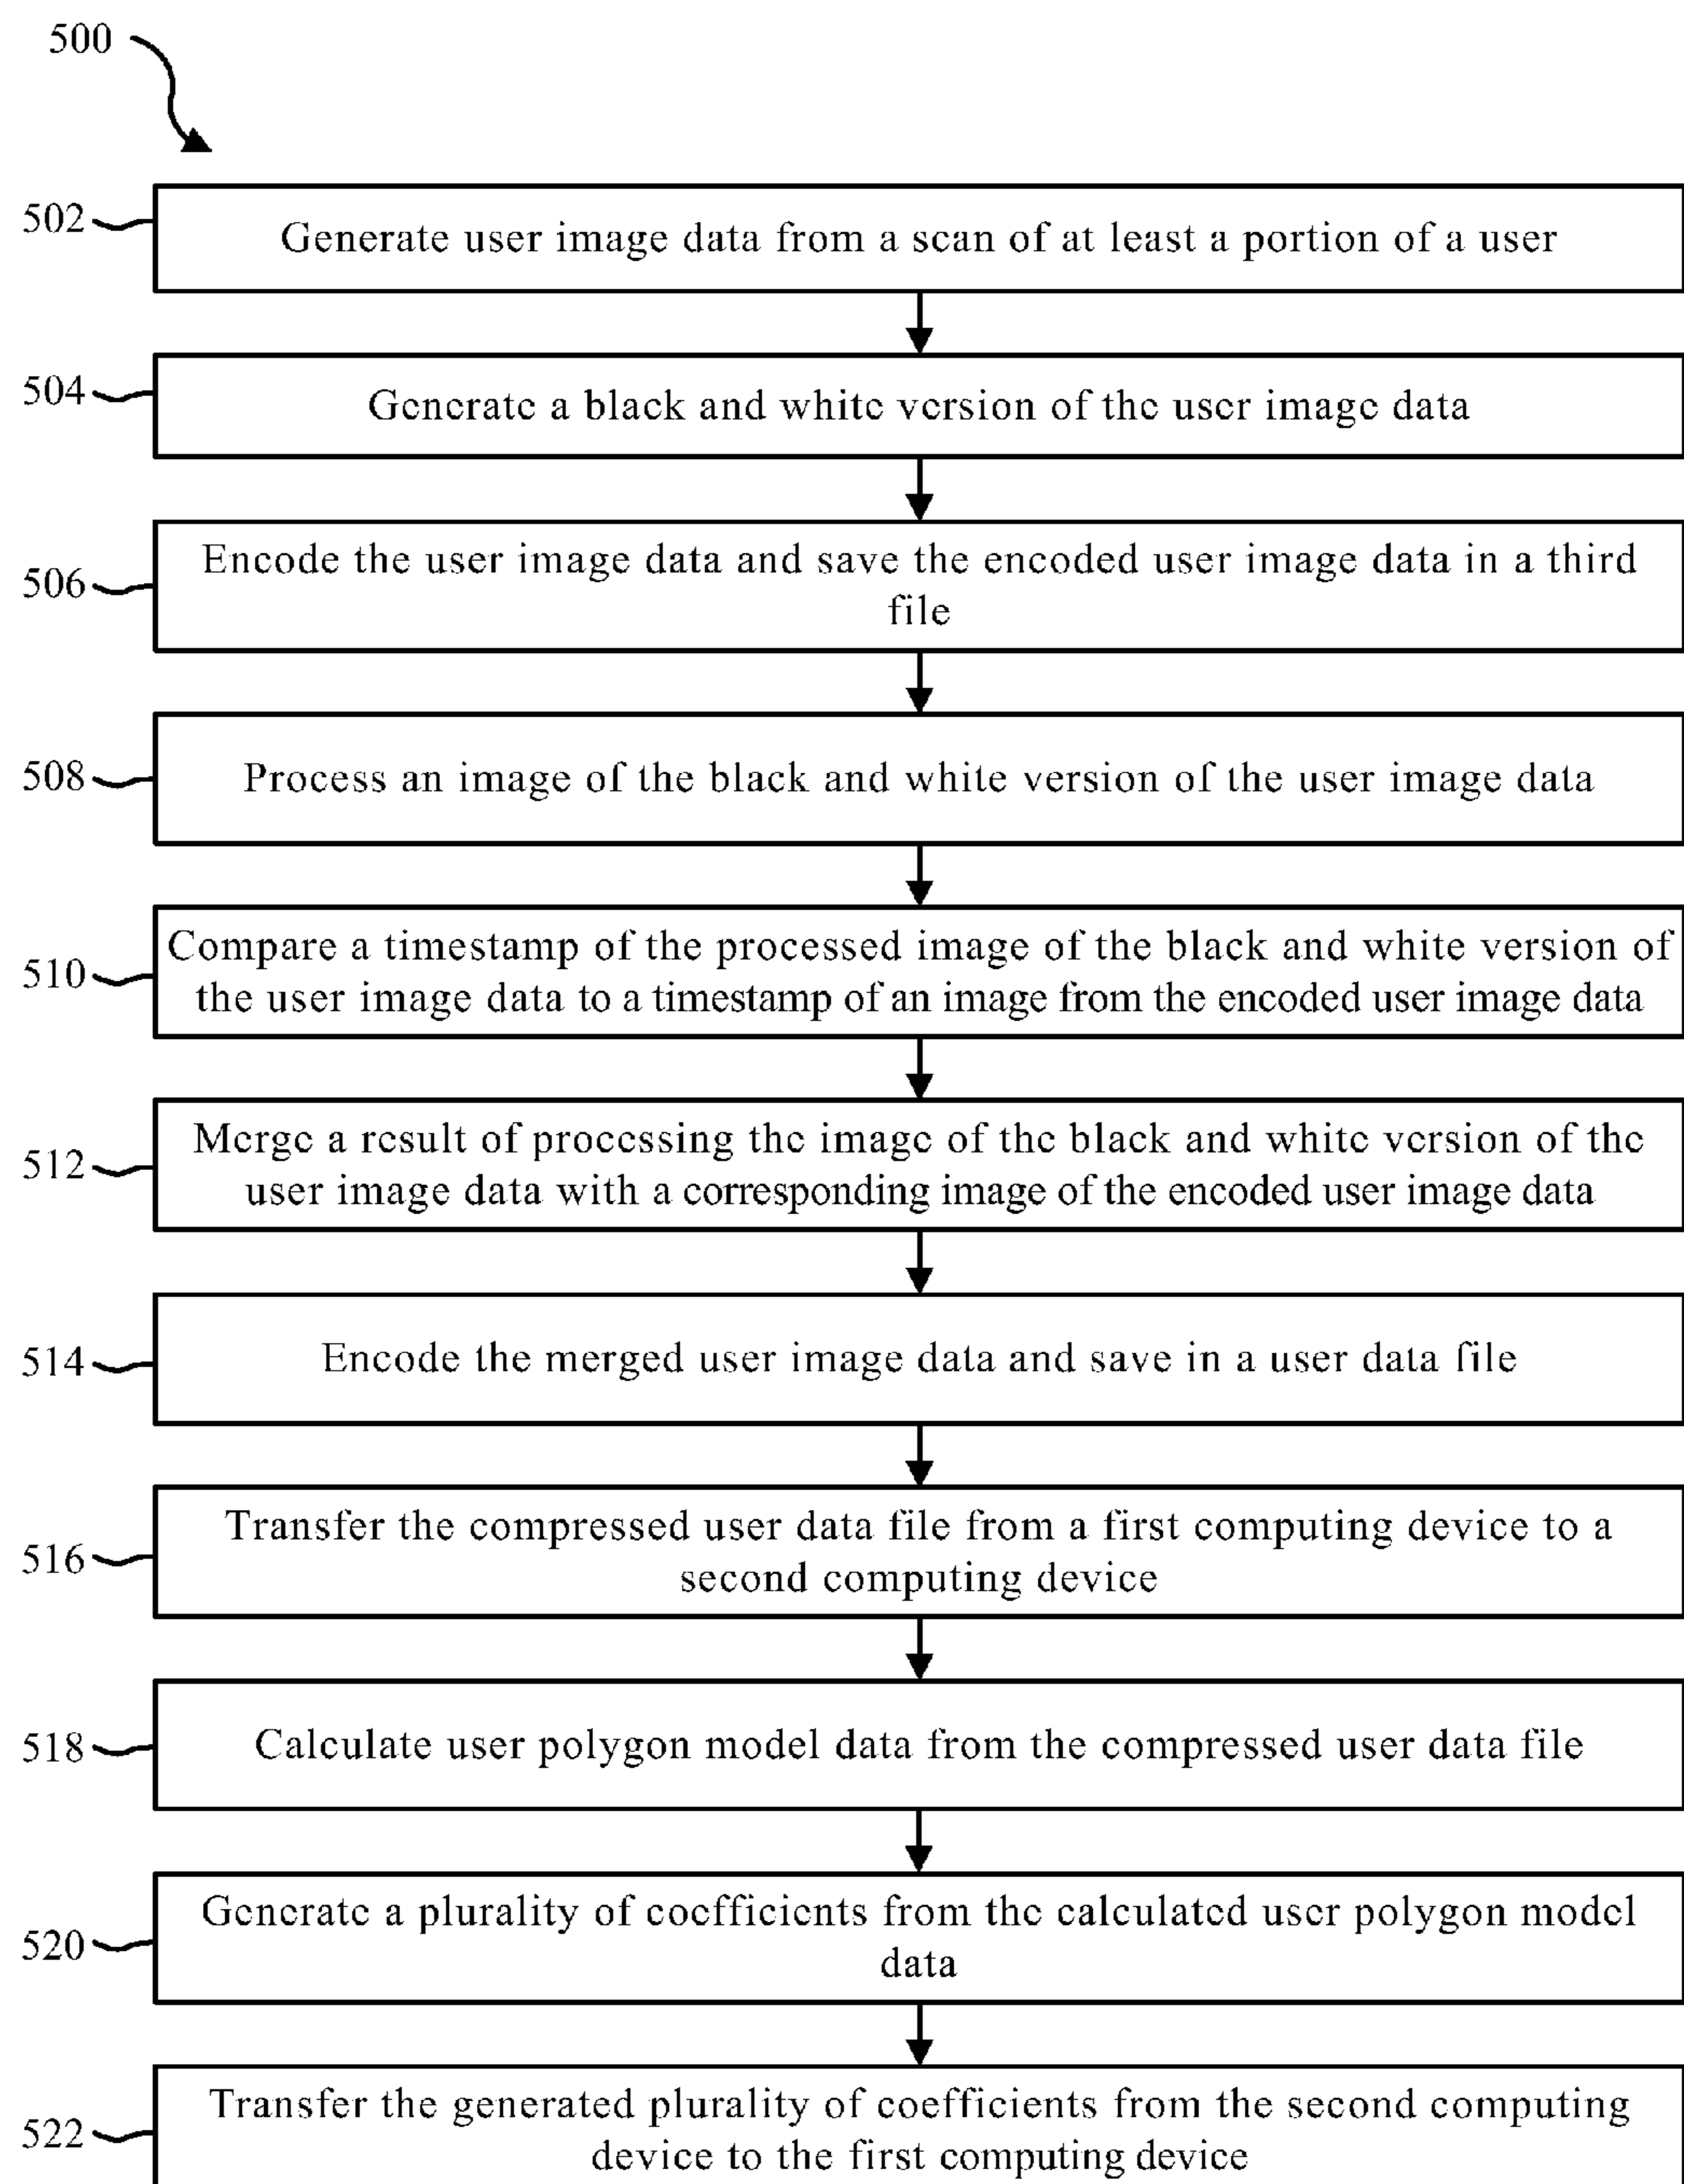 500
502
Generate user image data from a scan of at least a portion of a user
504
Generate a black and white version of the user image data
506
Encode the user image data and save the encoded user image data in a third
file
508
Process an image of the black and white version of the user image data
510
Compare a timestamp of the processed image of the black and white version of
the user image data to a timestamp of an image from the encoded user image data
512
Merge a result of processing the image of the black and white version of the
user image data with a corresponding image of the encoded user image data
514
Encode the merged user image data and save in a user data file
516
Transfer the compressed user data file from a first computing device to a
second computing device
518
Calculate user polygon model data from the compressed user data file
520
Generate a plurality of coefficients from the calculated user polygon model
data
522
Transfer the generated plurality of coefficients from the second computing
device to the first computing device